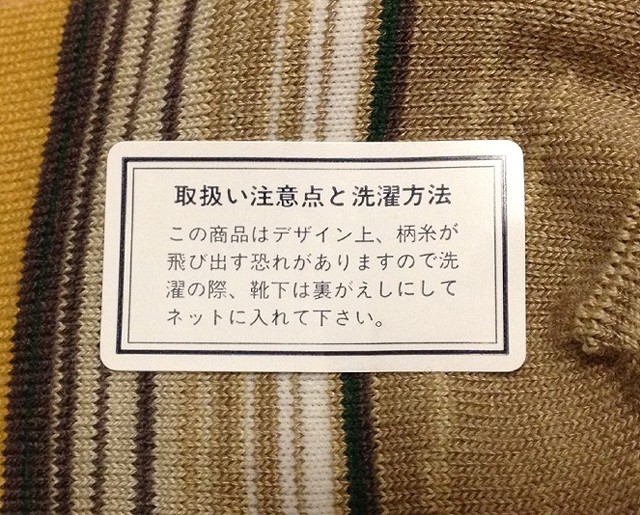 取扱い注意点と洗濯方法
この商品はデザイン上、柄糸が
飛び出す恐れがありますので洗
濯の際、靴下は裏がえしにして
ネットに入れて下さい。